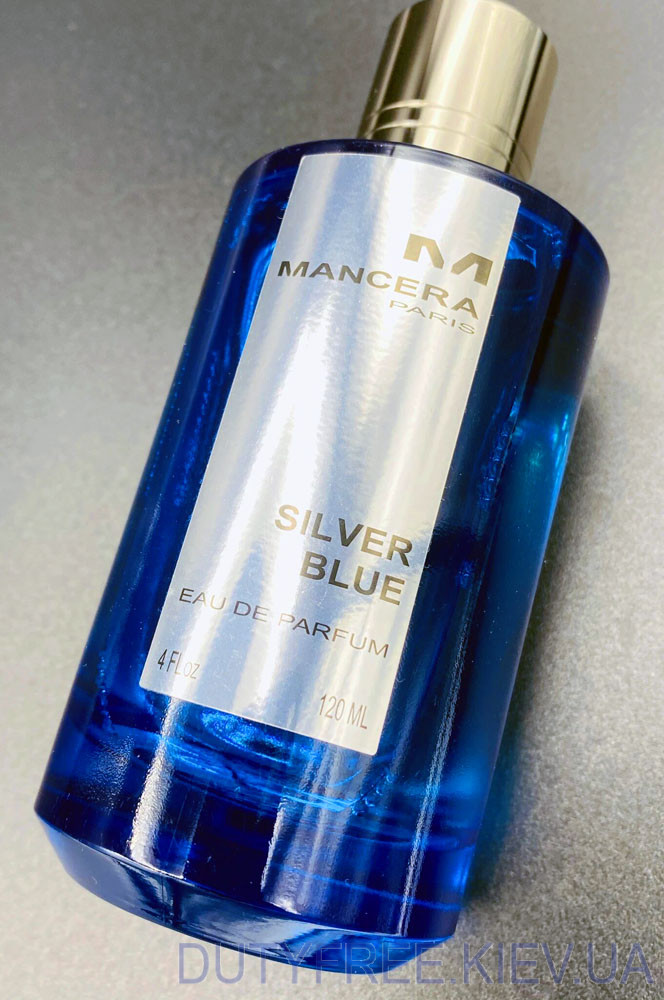 M
MANCERA
PARIS
SILVER
BLUE
EAU DE PARFUM
4 FLoz
120 ML
DUTYFREE.KIEV.UA